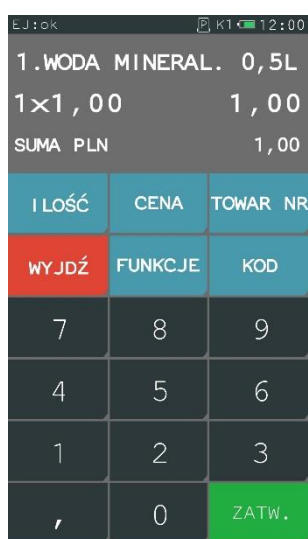 EJ:ok P K1 12:00
1.WODA MINERAL. 0,5L
1x1,00 1,00
SUMA PLN 1,00
ILOŚĆ CENA TOWAR NR
WYJDŹ FUNKCJE KOD
7 8 9
4 5 6
1 2 3
, 0 ZATW.